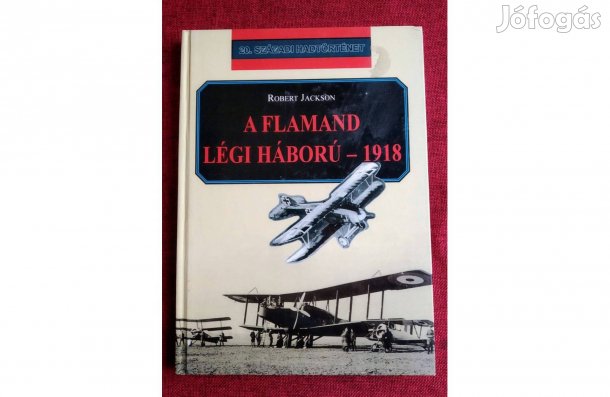 Jófogás
20. SZÁZADI HADTÖRTÉNET
ROBERT JACKSON
A FLAMAND
LÉGI HÁBORÚ – 1918